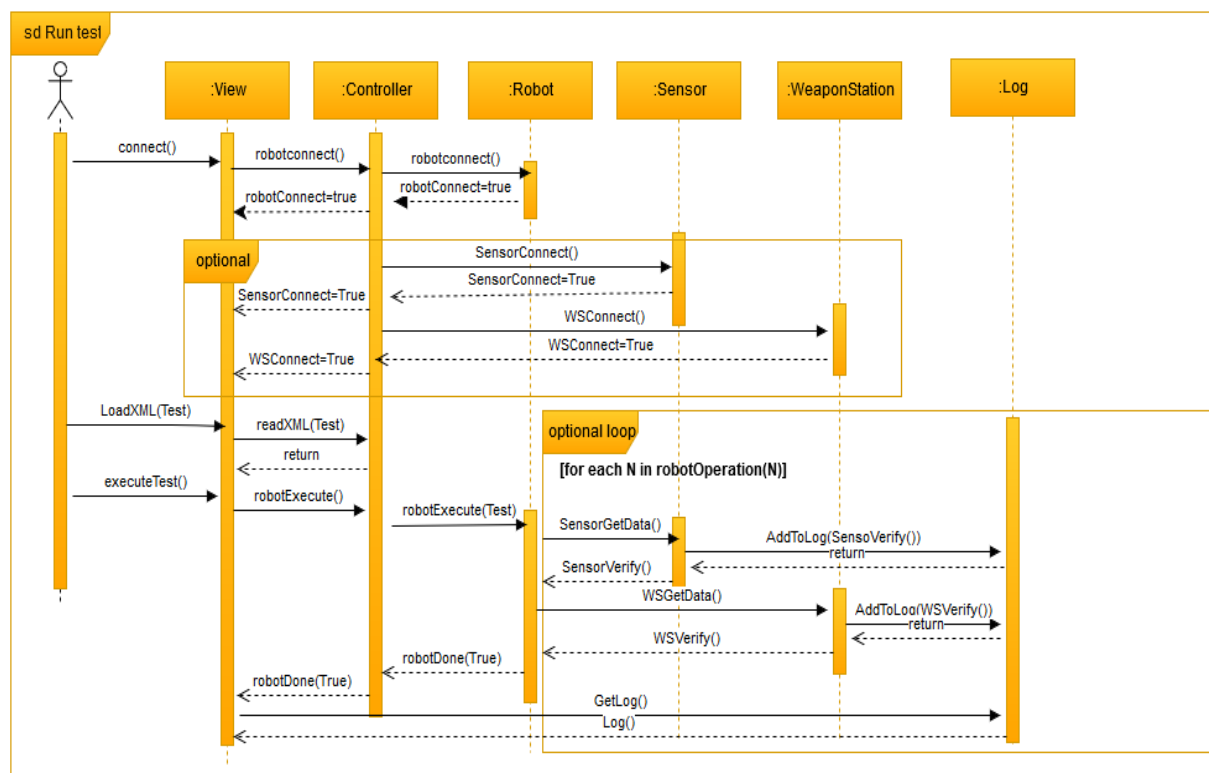 sd Run test
:View
:Controller
:Robot
:Sensor
:WeaponStation
:Log
connect()
robotconnect()
robotconnect()
robotConnect=true
robotConnect=true
optional
SensorConnect()
SensorConnect=True
SensorConnect=True
WSConnect()
WSConnect=True
WSConnect=True
LoadXML(Test)
readXML(Test)
return
optional loop
[for each N in robotOperation(N)]
executeTest()
robotExecute()
robotExecute(Test)
SensorGetData()
AddToLog(SensoVerify())
return
SensorVerify()
WSGetData()
AddToLog(WSVerify())
return
WSVerify()
robotDone(True)
robotDone(True)
GetLog()
Log()